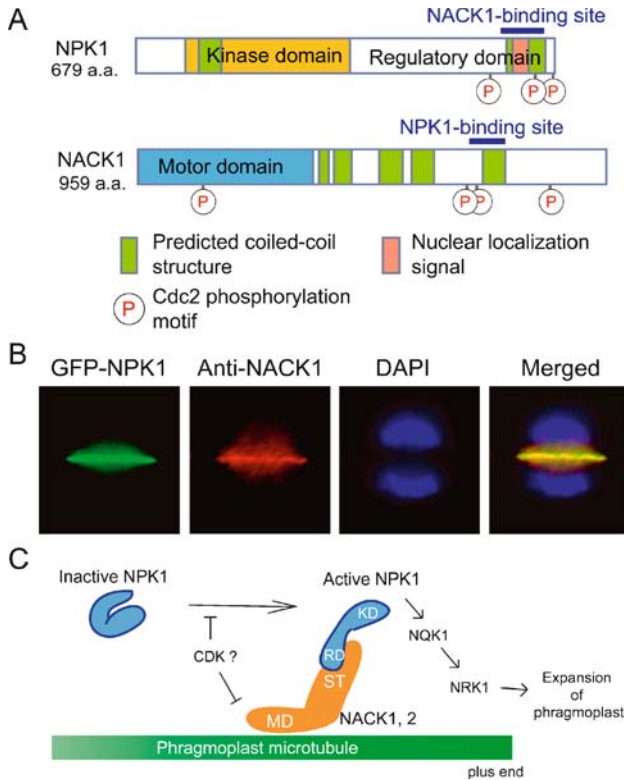 A
NACK1-binding site
NPK1
679 a.a.
Kinase domain
Regulatory domain
P
P
P
NPK1-binding site
NACK1
959 a.a.
Motor domain
P
P
P
P
Predicted coiled-coil
structure
Nuclear localization
signal
P
Cdc2 phosphorylation
motif
B
GFP-NPK1
Anti-NACK1
DAPI
Merged
C
Inactive NPK1
Active NPK1
KD
NQK1
CDK ?
RD
ST
NRK1
Expansion
of
phragmoplast
MD
NACK1, 2
Phragmoplast microtubule
plus end